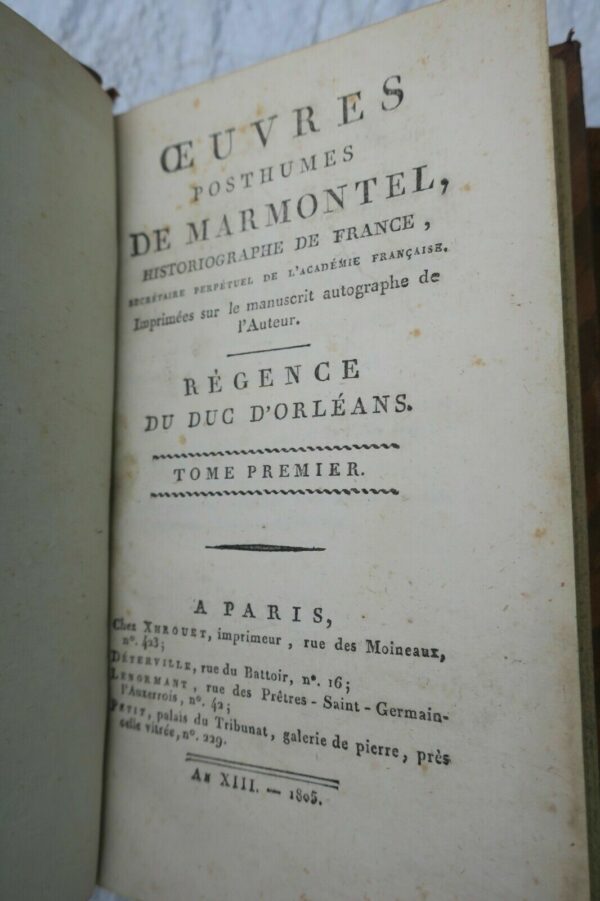 ŒUVRES
POSTHUMES
DE MARMONTEL,
HISTORIOGRAPHE DE FRANCE,
SECRÉTAIRE PERPÉTUEL DE L'ACADÉMIE FRANÇAISE.
Imprimées sur le manuscrit autographe de
l'Auteur.
RÉGENCE
DU DUC D'ORLÉANS.
TOME PREMIER.
A PARIS,
Chez XHROUET, imprimeur, rue des Moineaux,
n°. 423;
DÉTERVILLE, rue du Battoir, n°. 16;
LENORMANT, rue des Prêtres-Saint-Germain-
l'Auxerrois, n°. 42;
PETIT, palais du Tribunat, galerie de pierre, près
celle vitrée, n°. 229.
AN XIII. — 1805.